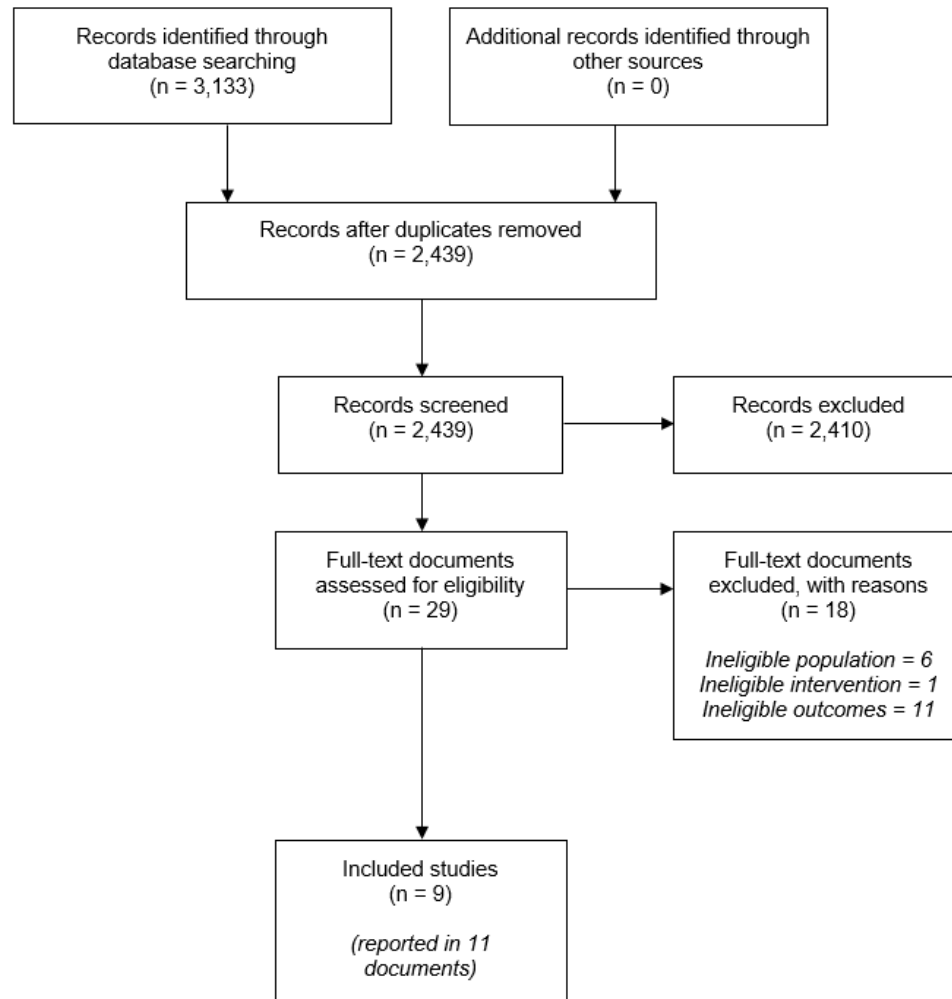 Records identified through
database searching
(n = 3,133)
Additional records identified through
other sources
(n = 0)
Records after duplicates removed
(n = 2,439)
Records screened
(n = 2,439)
Records excluded
(n = 2,410)
Full-text documents
assessed for eligibility
(n = 29)
Full-text documents
excluded, with reasons
(n = 18)
Ineligible population = 6
Ineligible intervention = 1
Ineligible outcomes = 11
Included studies
(n = 9)
(reported in 11
documents)